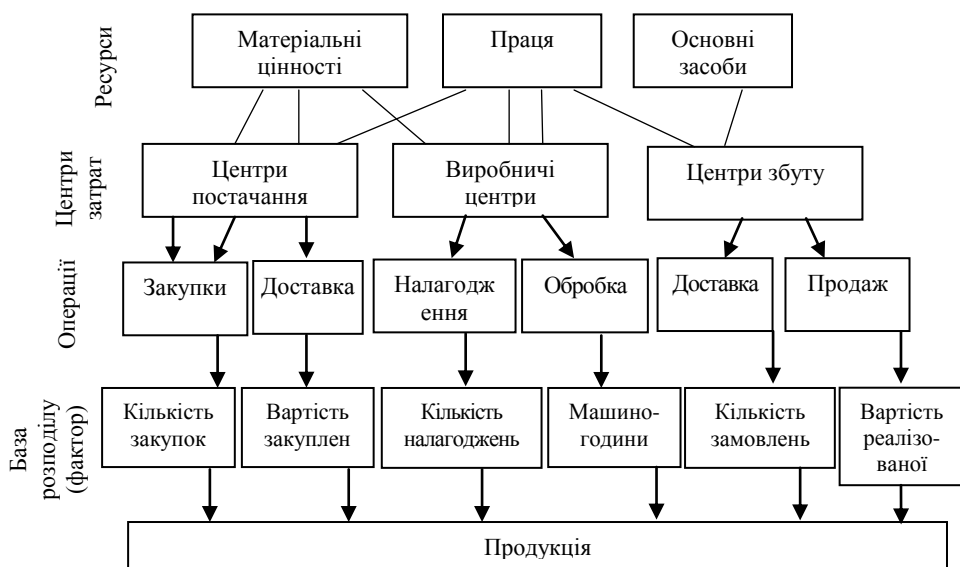 Ресурси
Матеріальні
цінності
Праця
Основні
засоби
Центри
затрат
Центри
постачання
Виробничі
центри
Центри збуту
Операції
Закупки
Доставка
Налагодж
ення
Обробка
Доставка
Продаж
База
розподілу
(фактор)
Кількість
закупок
Вартість
закуплен
Кількість
налагоджень
Машино-
години
Кількість
замовлень
Вартість
реалізо-
ваної
Продукція